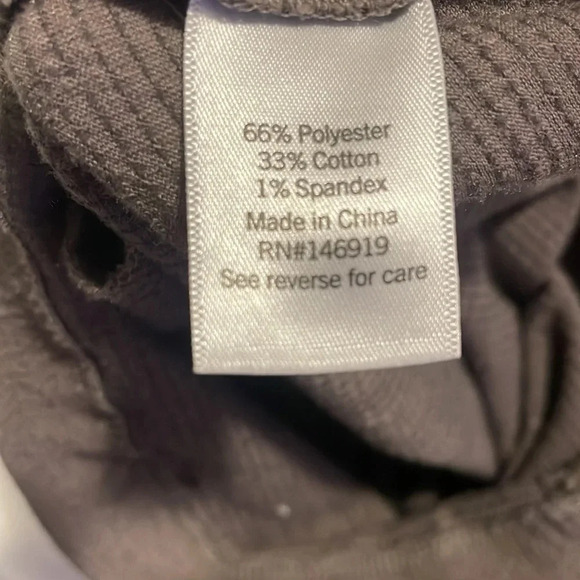 66% Polyester
33% Cotton
1% Spandex
Made in China
RN#146919
See reverse for care